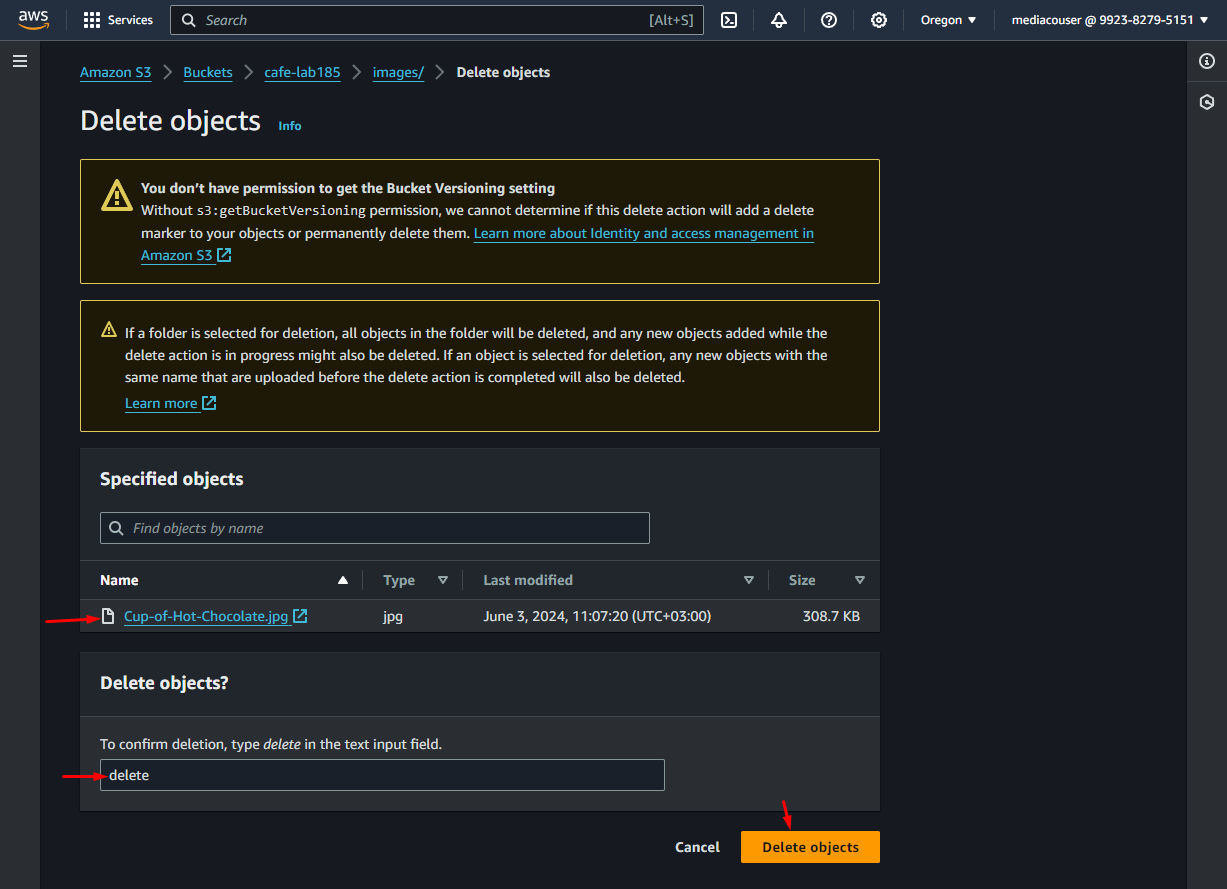 aws
Services
Search
[Alt+S]
Oregon
mediacouser @ 9923-8279-5151
Amazon S3
Buckets
cafe-lab185
images/
Delete objects
Delete objects
Info
You don’t have permission to get the Bucket Versioning setting
Without s3:getBucketVersioning permission, we cannot determine if this delete action will add a delete
marker to your objects or permanently delete them. Learn more about Identity and access management in
Amazon S3
If a folder is selected for deletion, all objects in the folder will be deleted, and any new objects added while the
delete action is in progress might also be deleted. If an object is selected for deletion, any new objects with the
same name that are uploaded before the delete action is completed will also be deleted.
Learn more
Specified objects
Find objects by name
Name
Type
Last modified
Size
Cup-of-Hot-Chocolate.jpg
jpg
June 3, 2024, 11:07:20 (UTC+03:00)
308.7 KB
Delete objects?
To confirm deletion, type delete in the text input field.
delete
Cancel
Delete objects